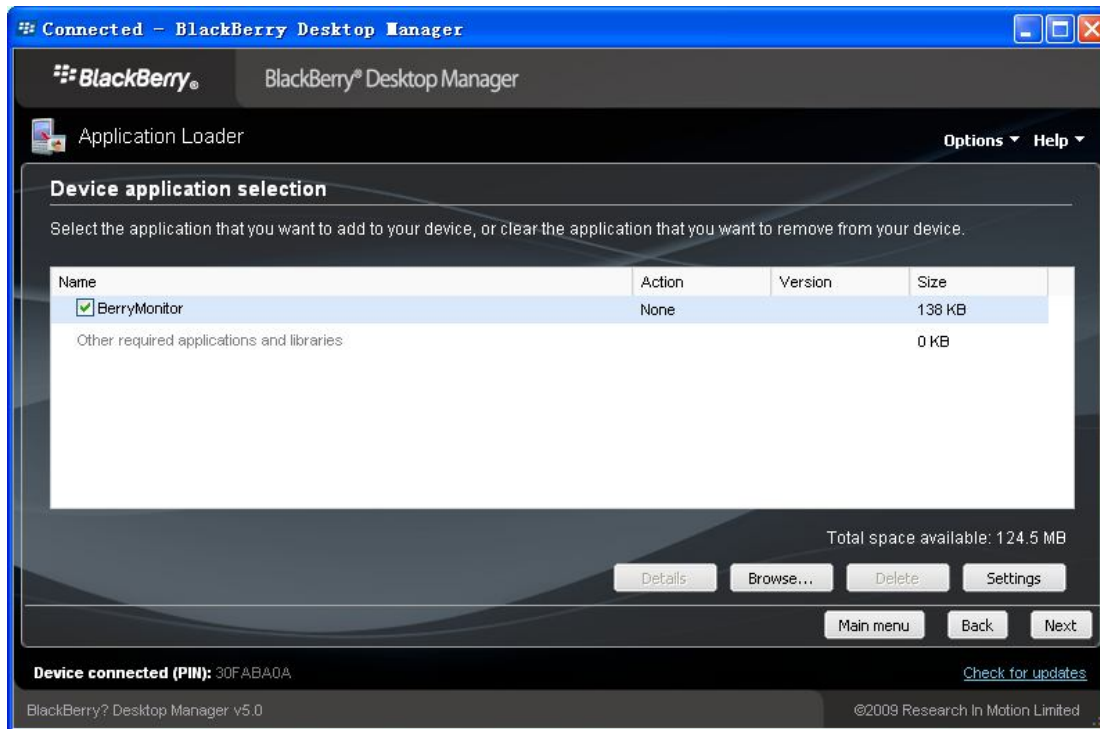 Connected - BlackBerry Desktop Manager
BlackBerry®
BlackBerry® Desktop Manager
Application Loader
Options Help
Device application selection
Select the application that you want to add to your device, or clear the application that you want to remove from your device.
Name Action Version Size
BerryMonitor None 138 KB
Other required applications and libraries 0 KB
Total space available: 124.5 MB
Details Browse... Delete Settings
Main menu Back Next
Device connected (PIN): 30FABA0A Check for updates
BlackBerry? Desktop Manager v5.0 ©2009 Research In Motion Limited